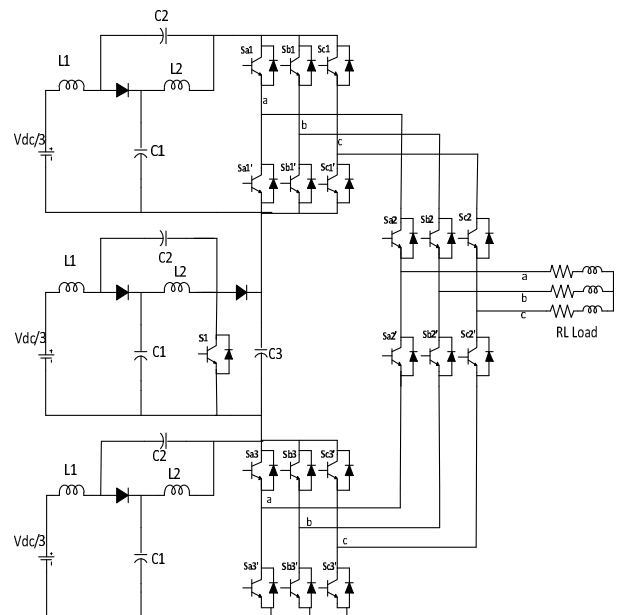 C2
L1
L2
Vdc/3
C1
Sa1 Sb1 Sc1
a
b
c
Sa1' Sb1' Sc1'
Sa2 Sb2 Sc2
C2
L1
L2
Vdc/3
C1
S1
C3
a
b
c
RL Load
Sa2' Sb2' Sc2'
C2
L1
L2
Vdc/3
C1
Sa3 Sb3 Sc3'
a
b
c
Sa3' Sb3' Sc3'